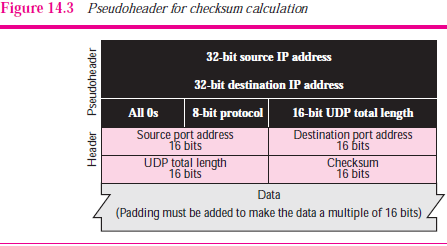 Figure 14.3 Pseudoheader for checksum calculation
Pseudoheader
32-bit source IP address
32-bit destination IP address
All 0s 8-bit protocol 16-bit UDP total length
Header
Source port address Destination port address
16 bits 16 bits
UDP total length Checksum
16 bits 16 bits
Data
(Padding must be added to make the data a multiple of 16 bits)